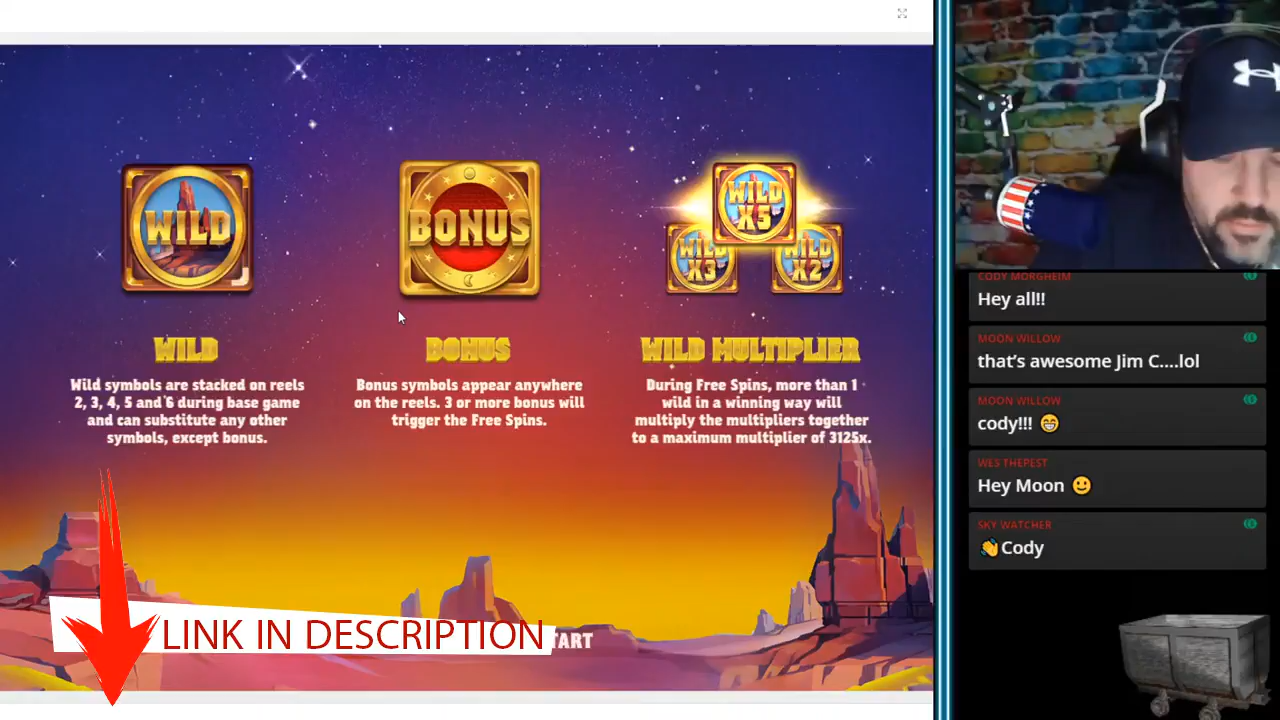 WILD
BONUS
WILD
X5
WILD
X3
WILD
X2
WILD
Wild symbols are stacked on reels
2, 3, 4, 5 and 6 during base game
and can substitute any other
symbols, except bonus.
BONUS
Bonus symbols appear anywhere
on the reels. 3 or more bonus will
trigger the Free Spins.
WILD MULTIPLIER
During Free Spins, more than 1
wild in a winning way will
multiply the multipliers together
to a maximum multiplier of 3125x.
LINK IN DESCRIPTION
TART
CODY MORGHEIM
Hey all!!
MOON WILLOW
that's awesome Jim C....lol
MOON WILLOW
cody!!! 😁
WES THEPEST
Hey Moon 🙂
SKY WATCHER
👏Cody